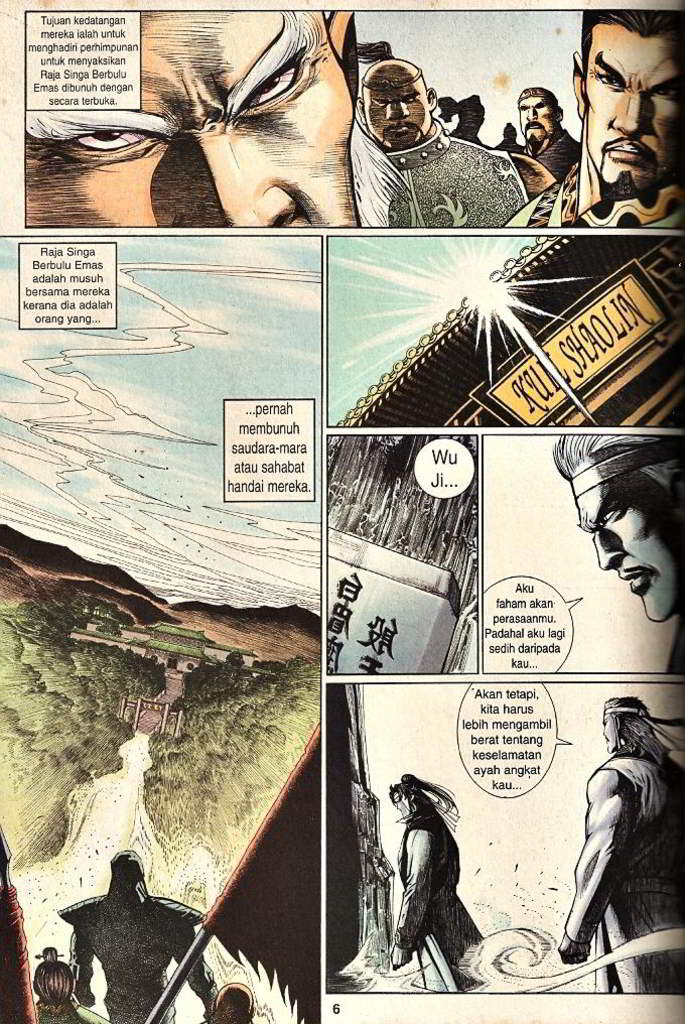 Tujuan kedatangan
mereka ialah untuk
menghadiri perhimpunan
untuk menyaksikan
Raja Singa Berbulu
Emas dibunuh dengan
secara terbuka.
Raja Singa
Berbulu Emas
adalah musuh
bersama mereka
kerana dia adalah
orang yang...
...pernah
membunuh
saudara-mara
atau sahabat
handai mereka.
KUIL SHAOLIN
Wu
Ji...
Aku
faham akan
perasaanmu.
Padahal aku lagi
sedih daripada
kau...
Akan tetapi,
kita harus
lebih mengambil
berat tentang
keselamatan
ayah angkat
kau...
6